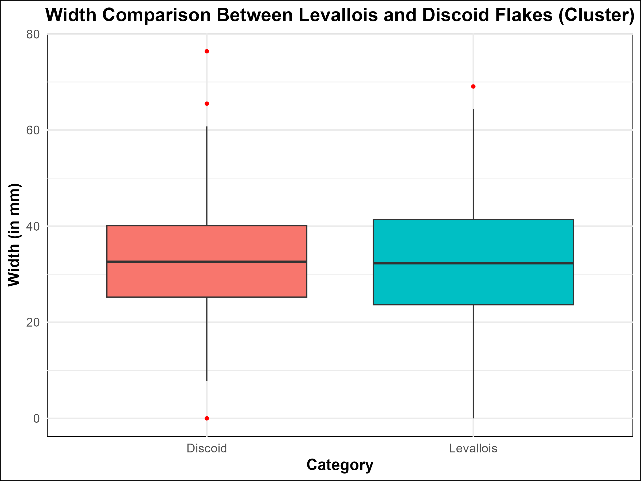 Width Comparison Between Levallois and Discoid Flakes (Cluster)
80
60
40
20
0
Width (in mm)
Discoid
Levallois
Category